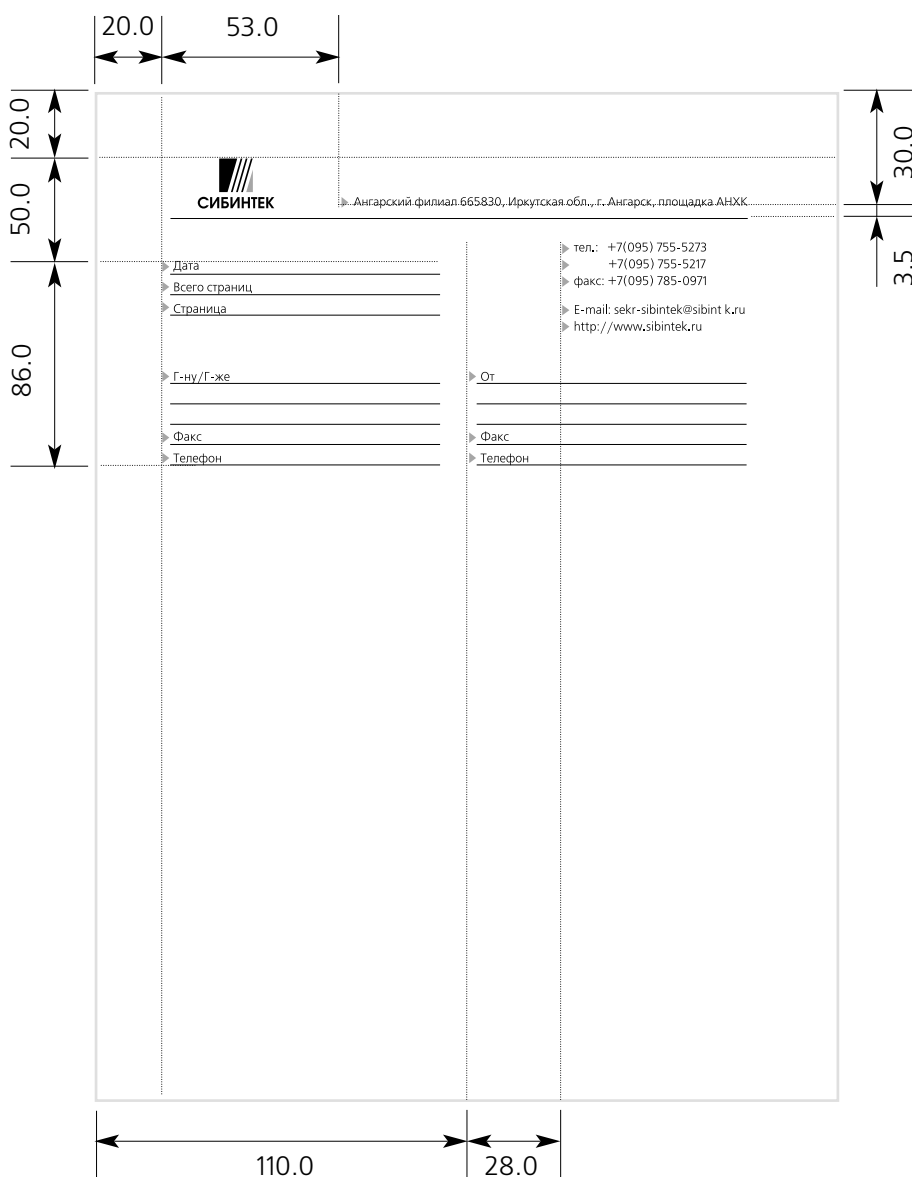 20.0 53.0
20.0
30.0
50.0
СИБИНТЕК
Ангарский филиал 665830, Иркутская обл., г. Ангарск, площадка АНХК
3.5
тел.: +7(095) 755-5273
+7(095) 755-5217
факс: +7(095) 785-0971
E-mail: sekr-sibintek@sibint k.ru
http://www.sibintek.ru
Дата
Всего страниц
Страница
86.0
Г-ну/Г-же
От
Факс
Факс
Телефон
Телефон
110.0 28.0